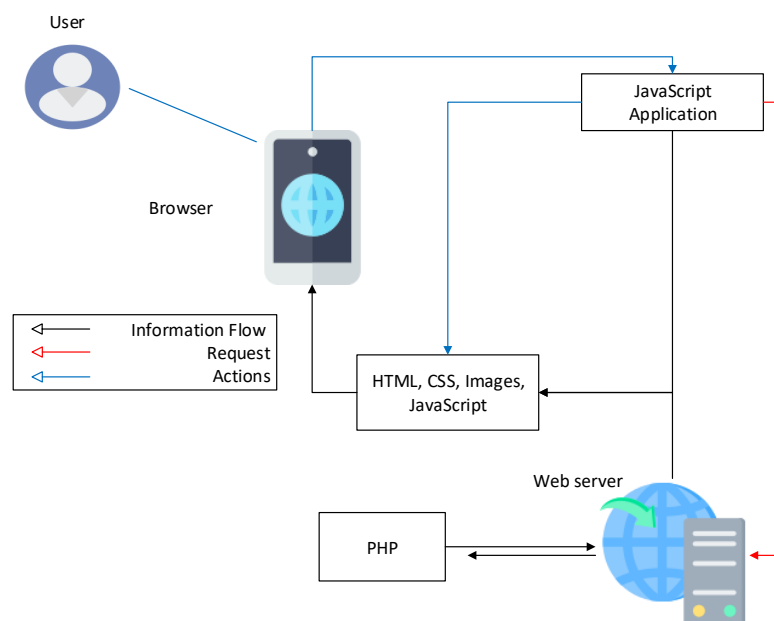 User
JavaScript
Application
Browser
Information Flow
Request
Actions
HTML, CSS, Images,
JavaScript
Web server
PHP